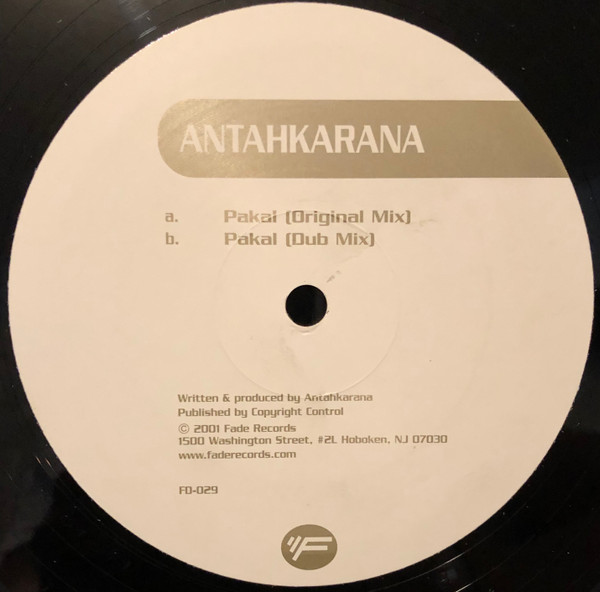 ANTAHKARANA
a. Pakal (Original Mix)
b. Pakal (Dub Mix)
Written & produced by Antahkarana
Published by Copyright Control
© 2001 Fade Records
1500 Washington Street, #2L Hoboken, NJ 07030
www.faderecords.com
FD-029
F